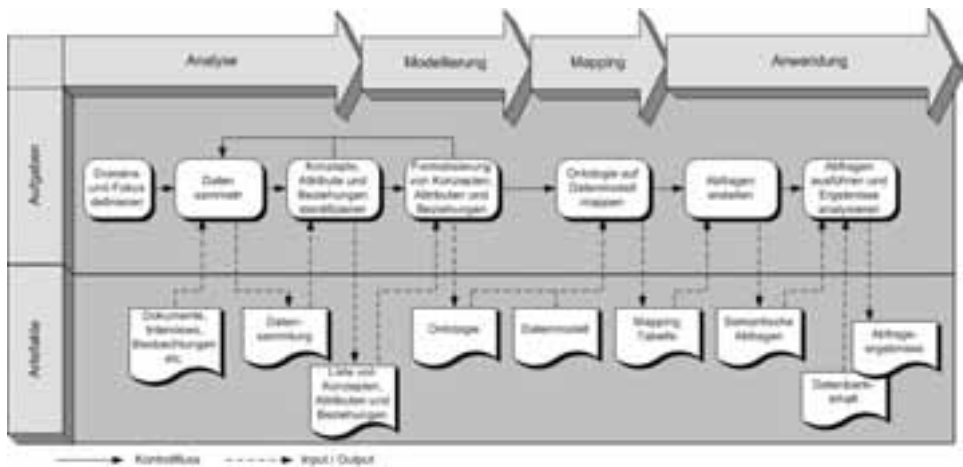 Analyse
Modellierung
Mapping
Anwendung
Aufgaben
Domäne
und Fokus
definieren
Daten
sammeln
Konzepte,
Attribute und
Beziehungen
identifizieren
Formalisierung
von Konzepten,
Attributen und
Beziehungen
Ontologie auf
Datenmodell
mappen
Abfragen
erstellen
Abfragen
ausführen und
Ergebnisse
analysieren
Artefakte
Dokumente,
Interviews,
Beobachtungen
etc.
Daten-
sammlung
Liste von
Konzepten,
Attributen und
Beziehungen
Ontologie
Datenmodell
Mapping
Tabelle
Semantische
Abfragen
Datenbank-
inhalt
Abfrage-
ergebnisse
Kontrollfluss
Input / Output